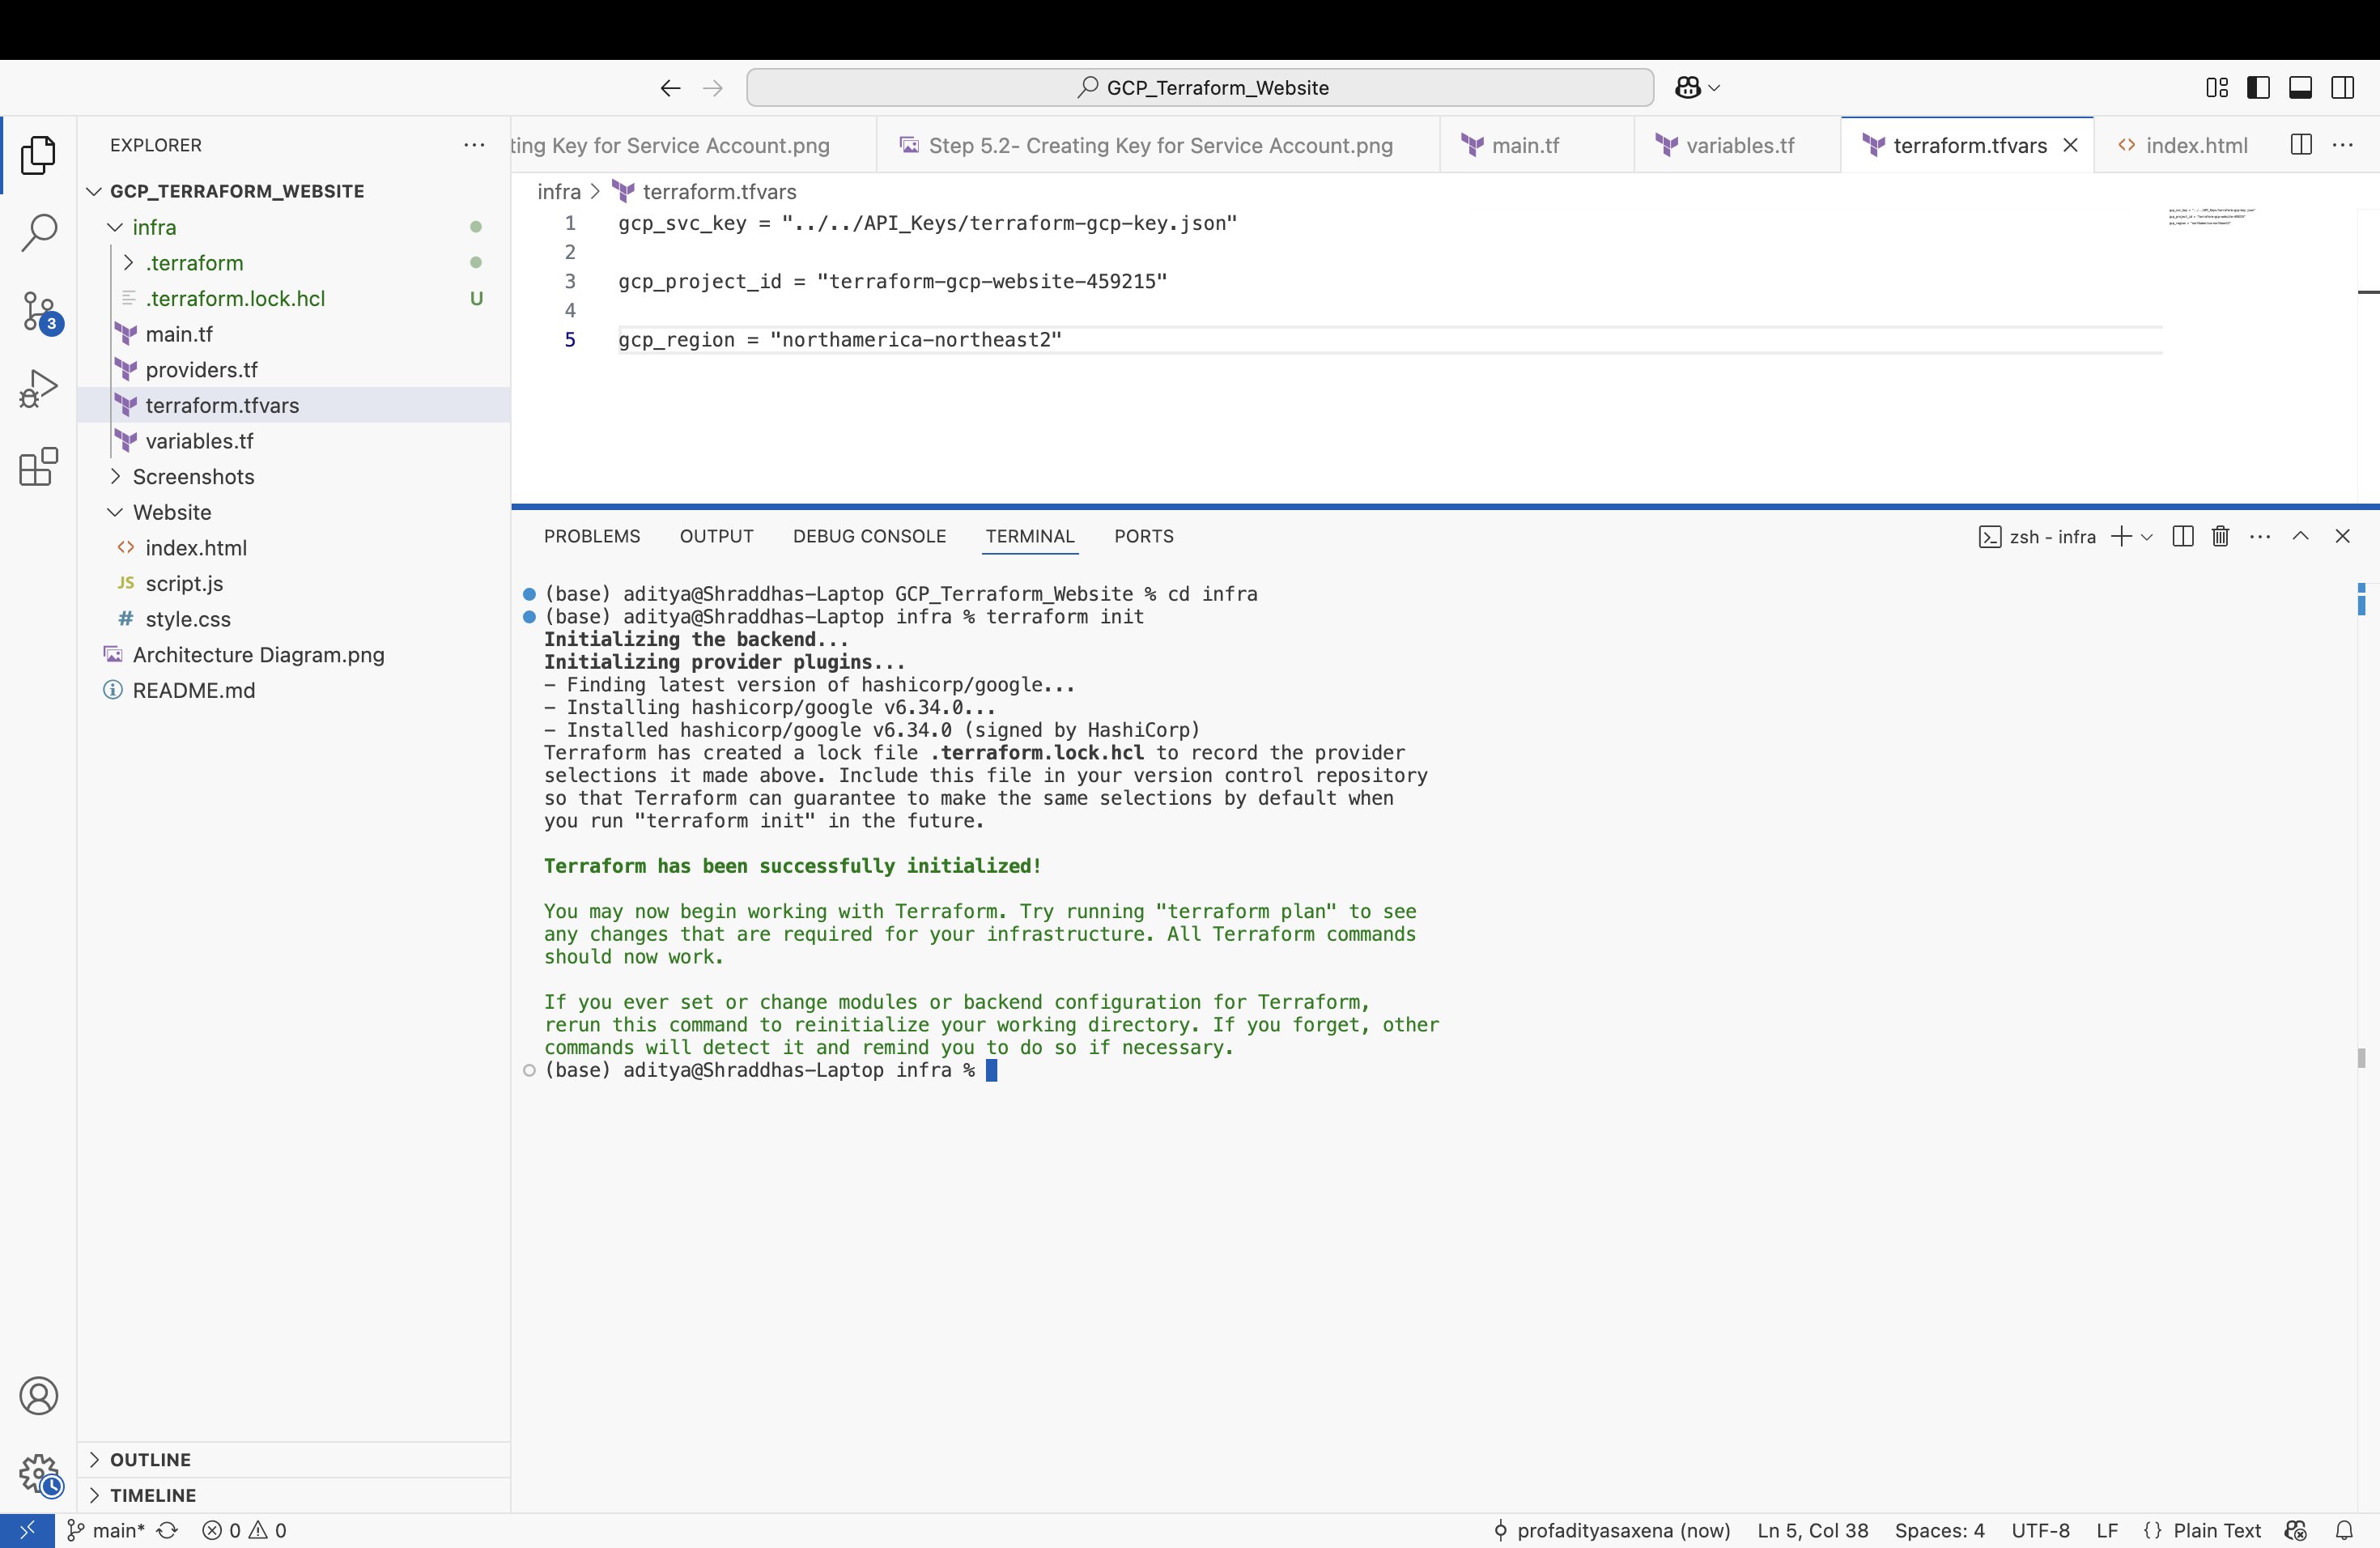 GCP_Terraform_Website
EXPLORER
GCP_TERRAFORM_WEBSITE
infra
.terraform
.terraform.lock.hcl U
main.tf
providers.tf
terraform.tfvars
variables.tf
Screenshots
Website
index.html
JS script.js
# style.css
Architecture Diagram.png
README.md
OUTLINE
TIMELINE
3
ting Key for Service Account.png
Step 5.2- Creating Key for Service Account.png
main.tf
variables.tf
terraform.tfvars
index.html
infra > terraform.tfvars
1 gcp_svc_key = "../../API_Keys/terraform-gcp-key.json"
2
3 gcp_project_id = "terraform-gcp-website-459215"
4
5 gcp_region = "northamerica-northeast2"
PROBLEMS OUTPUT DEBUG CONSOLE TERMINAL PORTS
zsh - infra
(base) aditya@Shraddhas-Laptop GCP_Terraform_Website % cd infra
(base) aditya@Shraddhas-Laptop infra % terraform init
Initializing the backend...
Initializing provider plugins...
- Finding latest version of hashicorp/google...
- Installing hashicorp/google v6.34.0...
- Installed hashicorp/google v6.34.0 (signed by HashiCorp)
Terraform has created a lock file .terraform.lock.hcl to record the provider
selections it made above. Include this file in your version control repository
so that Terraform can guarantee to make the same selections by default when
you run "terraform init" in the future.
Terraform has been successfully initialized!
You may now begin working with Terraform. Try running "terraform plan" to see
any changes that are required for your infrastructure. All Terraform commands
should now work.
If you ever set or change modules or backend configuration for Terraform,
rerun this command to reinitialize your working directory. If you forget, other
commands will detect it and remind you to do so if necessary.
(base) aditya@Shraddhas-Laptop infra %
main* 0 0
profadityasaxena (now) Ln 5, Col 38 Spaces: 4 UTF-8 LF {} Plain Text